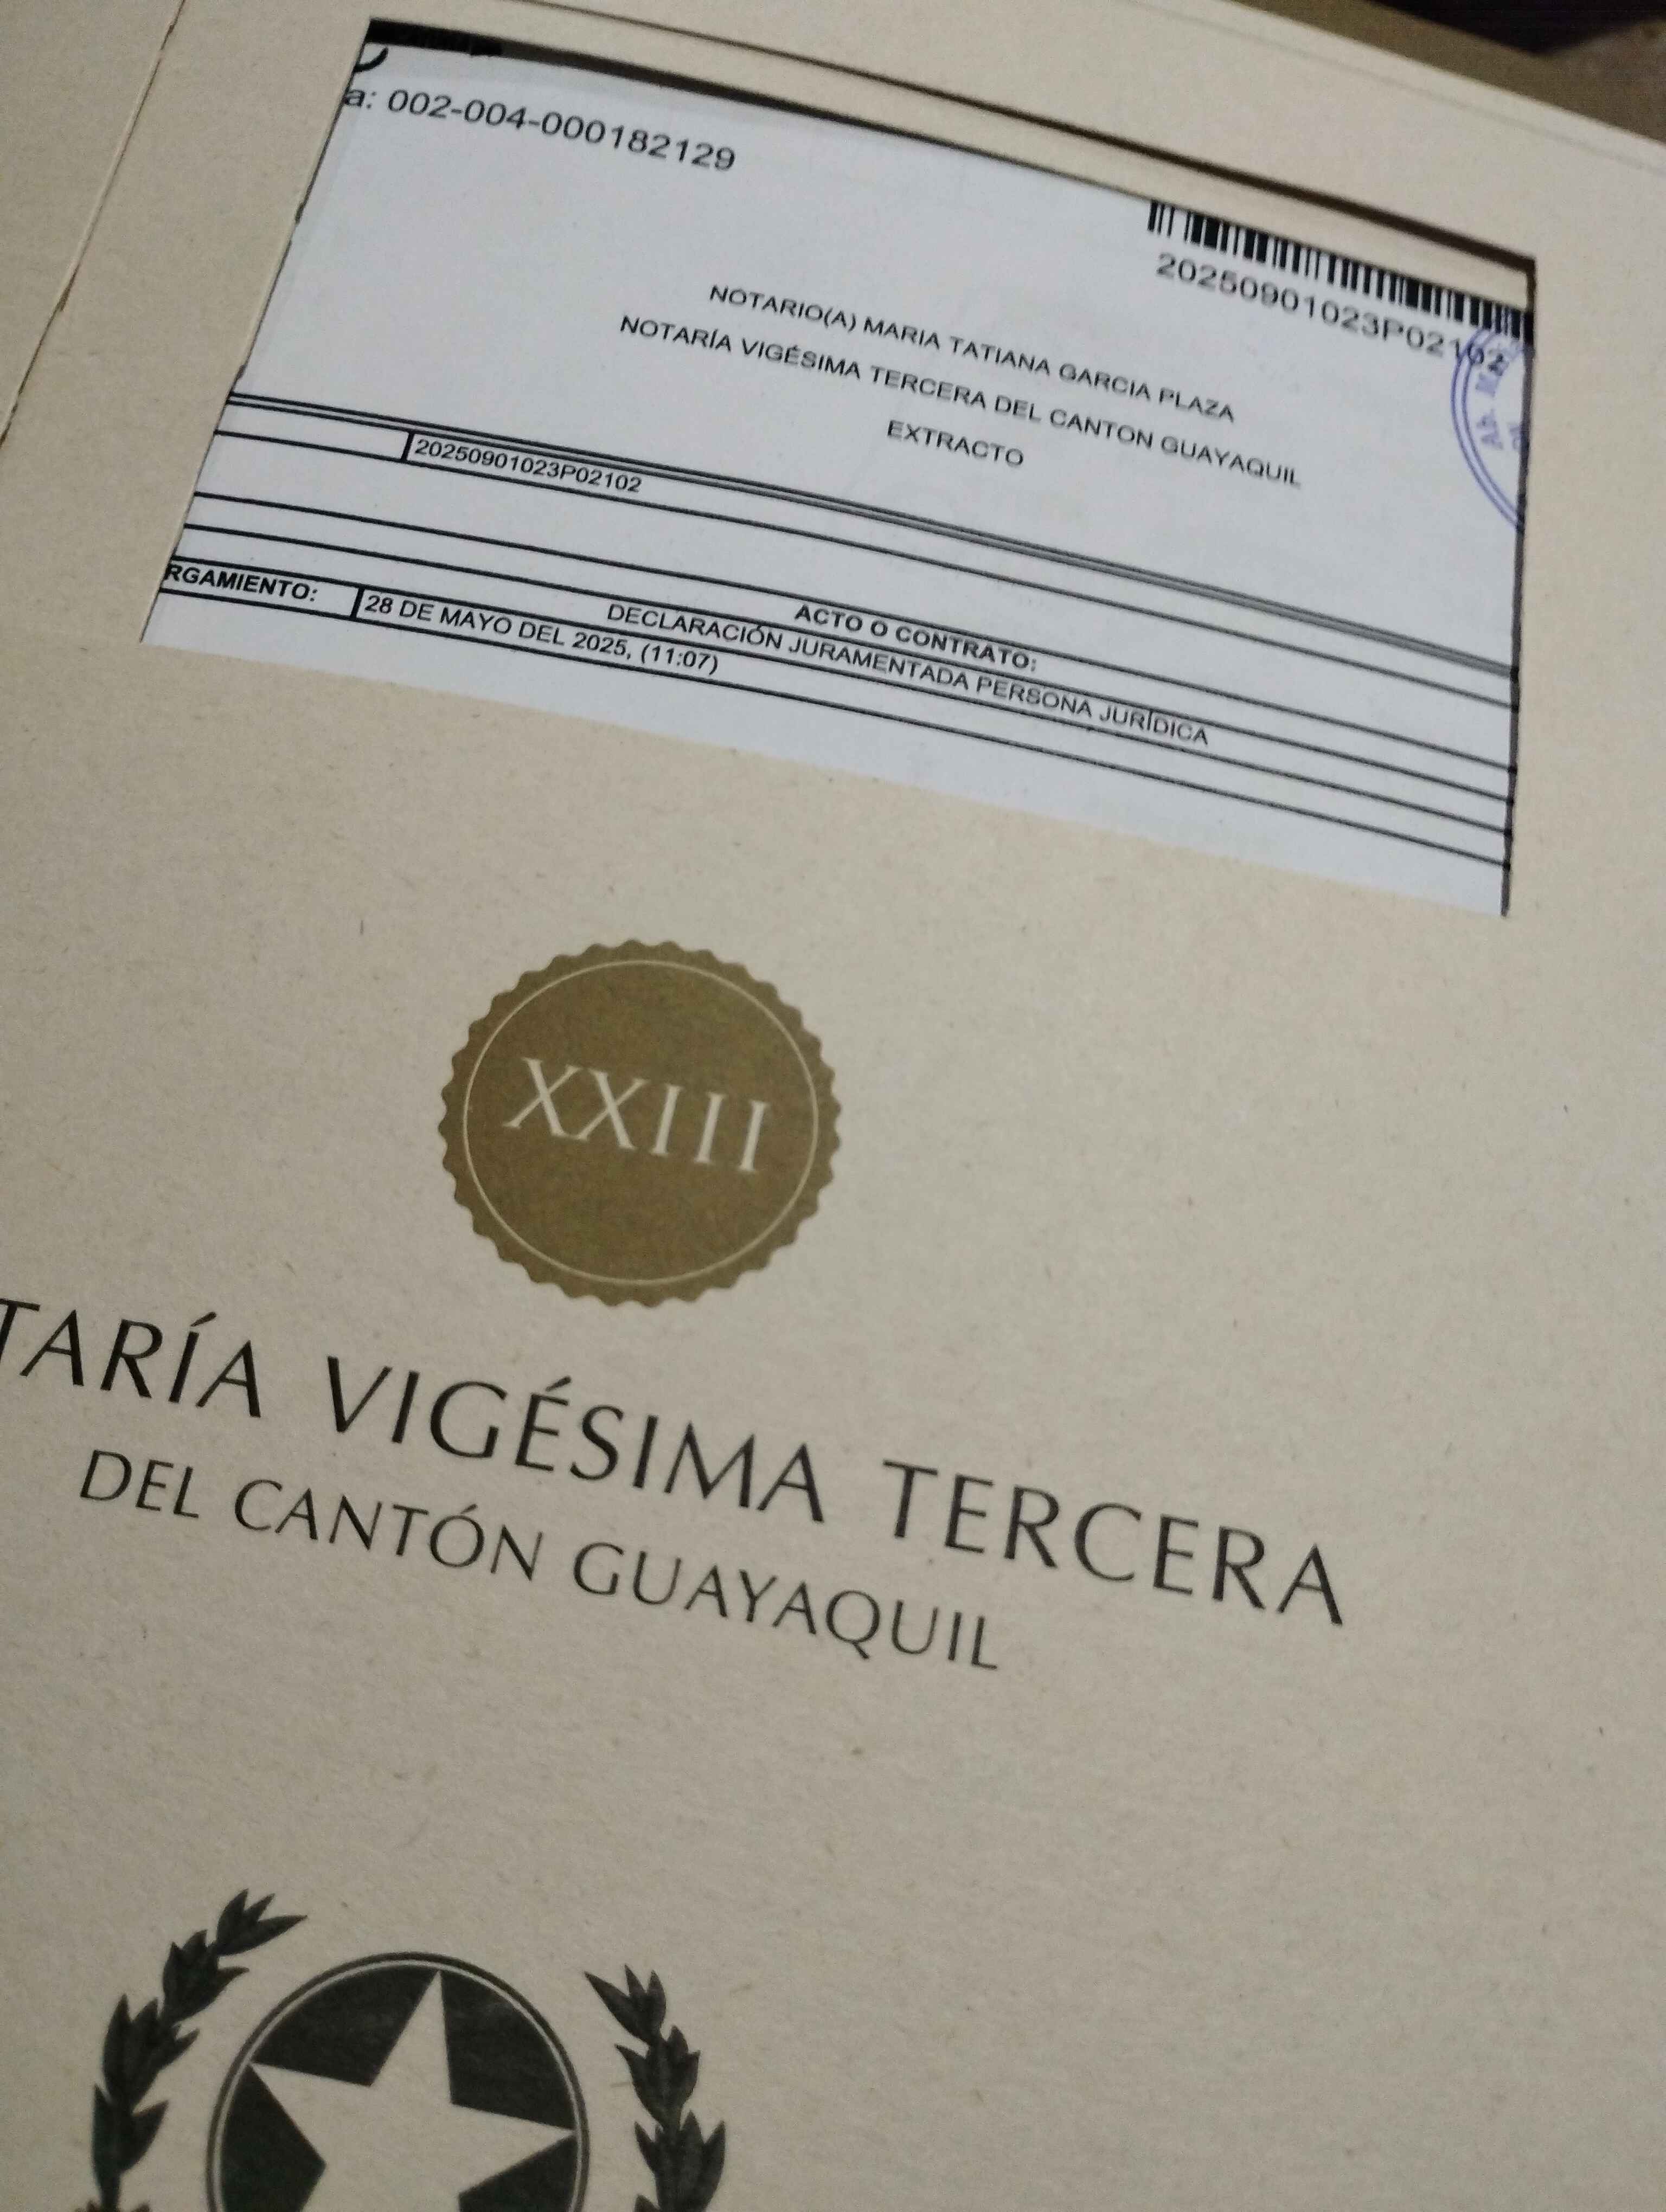 a: 002-004-000182129
20250901023P02102
NOTARIO(A) MARIA TATIANA GARCIA PLAZA
NOTARÍA VIGÉSIMA TERCERA DEL CANTON GUAYAQUIL
EXTRACTO
20250901023P02102
ACTO O CONTRATO:
DECLARACIÓN JURAMENTADA PERSONA JURÍDICA
RGAMIENTO: 28 DE MAYO DEL 2025, (11:07)
Ab.
XXIII
TARÍA VIGÉSIMA TERCERA
DEL CANTÓN GUAYAQUIL